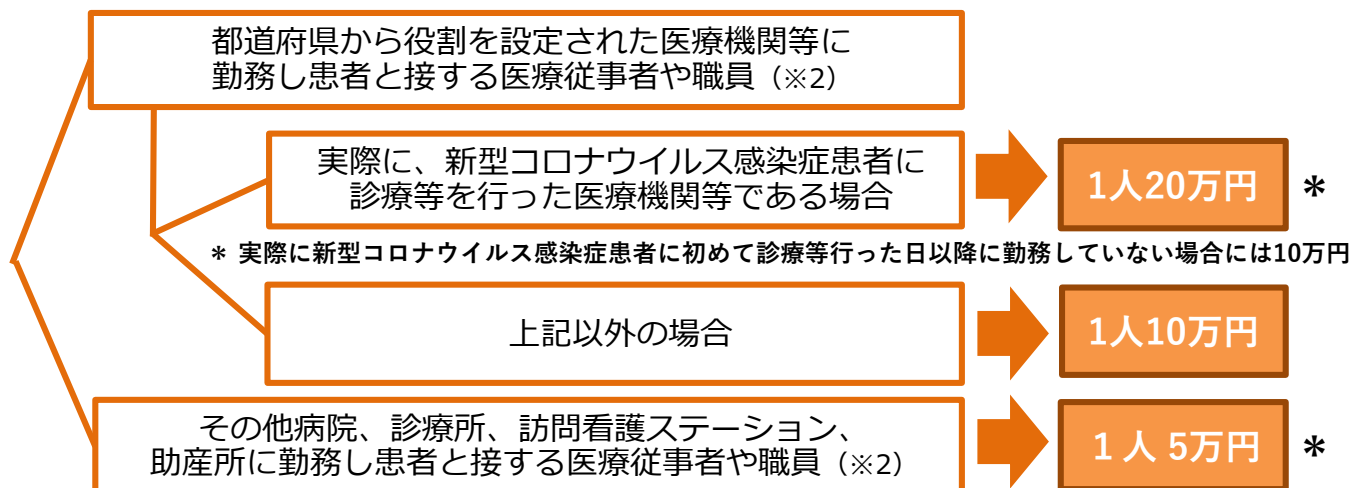 都道府県から役割を設定された医療機関等に
勤務し患者と接する医療従事者や職員（※2）
実際に、新型コロナウイルス感染症患者に
診療等を行った医療機関等である場合
1人20万円 *
* 実際に新型コロナウイルス感染症患者に初めて診療等行った日以降に勤務していない場合には10万円
上記以外の場合
1人10万円
その他病院、診療所、訪問看護ステーション、
助産所に勤務し患者と接する医療従事者や職員（※2）
1人 5万円 *